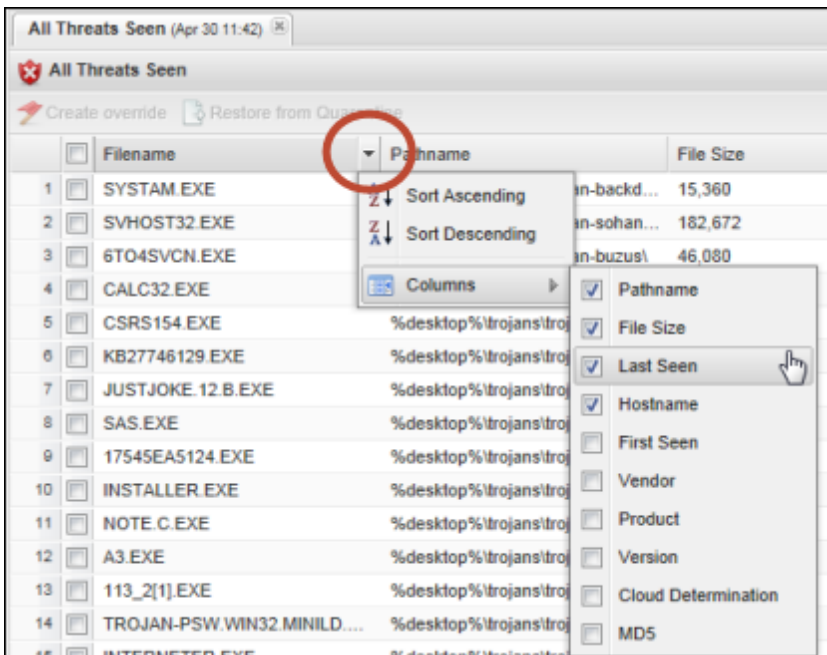 All Threats Seen (Apr 30 11:42)
All Threats Seen
Create override Restore from Quarantine
Filename Pathname File Size
1 SYSTAM.EXE an-backd... 15,360
2 SVHOST32.EXE an-sohan... 182,672
3 6TO4SVCN.EXE an-buzus\ 46,080
4 CALC32.EXE
5 CSRS154.EXE %desktop%\trojans\troj
6 KB27746129.EXE %desktop%\trojans\troj
7 JUSTJOKE.12.B.EXE %desktop%\trojans\troj
8 SAS.EXE %desktop%\trojans\troj
9 17545EA5124.EXE %desktop%\trojans\troj
10 INSTALLER.EXE %desktop%\trojans\troj
11 NOTE.C.EXE %desktop%\trojans\troj
12 A3.EXE %desktop%\trojans\troj
13 113_2[1].EXE %desktop%\trojans\troj
14 TROJAN-PSW.WIN32.MINILD.... %desktop%\trojans\troj
Sort Ascending
Sort Descending
Columns
Pathname
File Size
Last Seen
Hostname
First Seen
Vendor
Product
Version
Cloud Determination
MD5